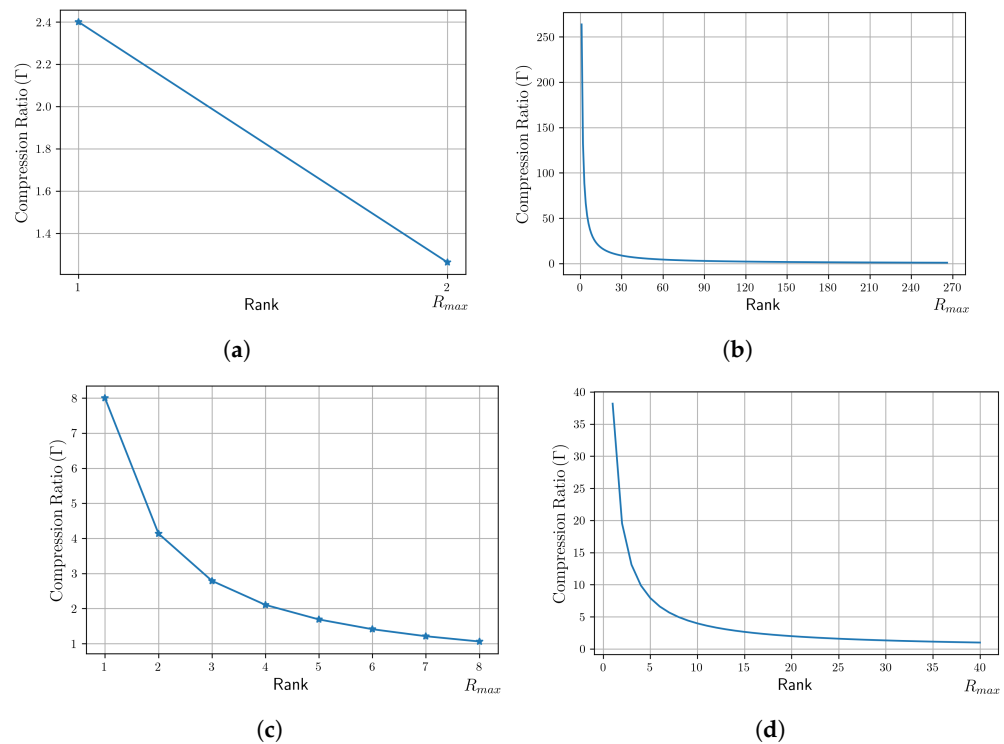 2.4
2.2
2.0
1.8
1.6
1.4
Compression Ratio (Γ)
1
2
Rank
R_max
(a)
250
200
150
100
50
0
Compression Ratio (Γ)
0 30 60 90 120 150 180 210 240 270
Rank
R_max
(b)
8
7
6
5
4
3
2
1
Compression Ratio (Γ)
1 2 3 4 5 6 7 8
Rank
R_max
(c)
40
35
30
25
20
15
10
5
0
Compression Ratio (Γ)
0 5 10 15 20 25 30 35 40
Rank
R_max
(d)